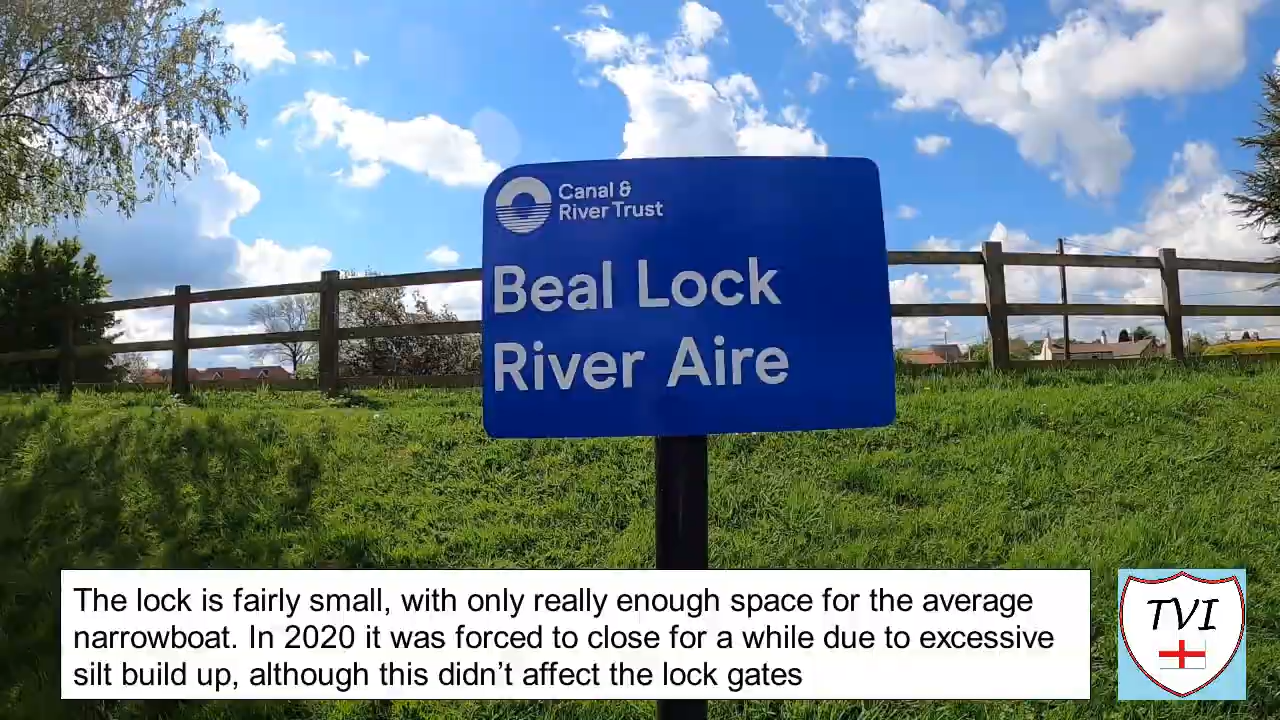 Canal &
River Trust
Beal Lock
River Aire
The lock is fairly small, with only really enough space for the average
narrowboat. In 2020 it was forced to close for a while due to excessive
silt build up, although this didn’t affect the lock gates
TVI